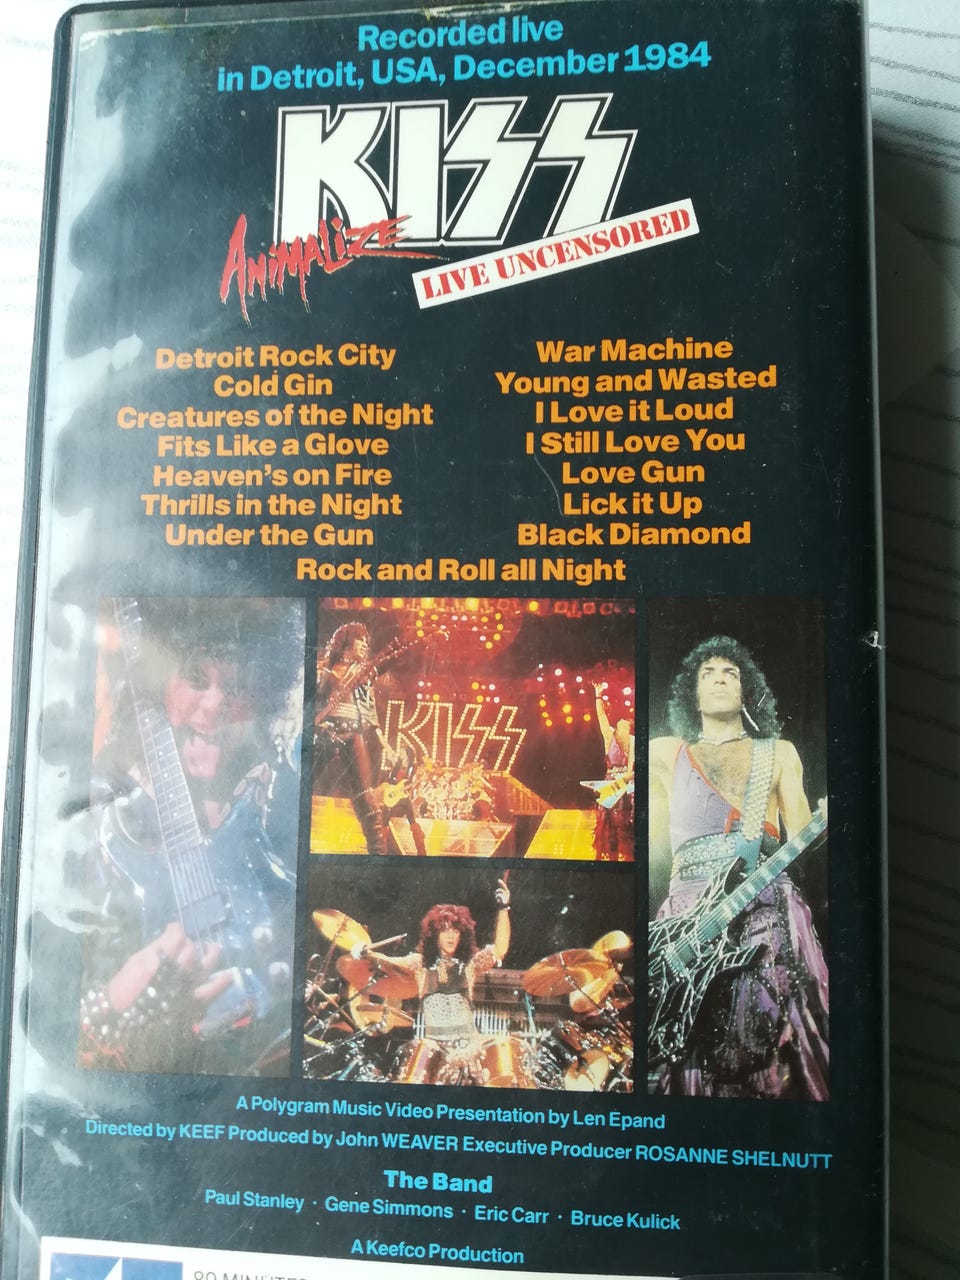 Recorded live
in Detroit, USA, December 1984
KISS
ANIMALIZE
LIVE UNCENSORED
Detroit Rock City
Cold Gin
Creatures of the Night
Fits Like a Glove
Heaven's on Fire
Thrills in the Night
Under the Gun
War Machine
Young and Wasted
I Love it Loud
I Still Love You
Love Gun
Lick it Up
Black Diamond
Rock and Roll all Night
KISS
A Polygram Music Video Presentation by Len Epand
Directed by KEEF Produced by John WEAVER Executive Producer ROSANNE SHELNUTT
The Band
Paul Stanley · Gene Simmons · Eric Carr · Bruce Kulick
A Keefco Production